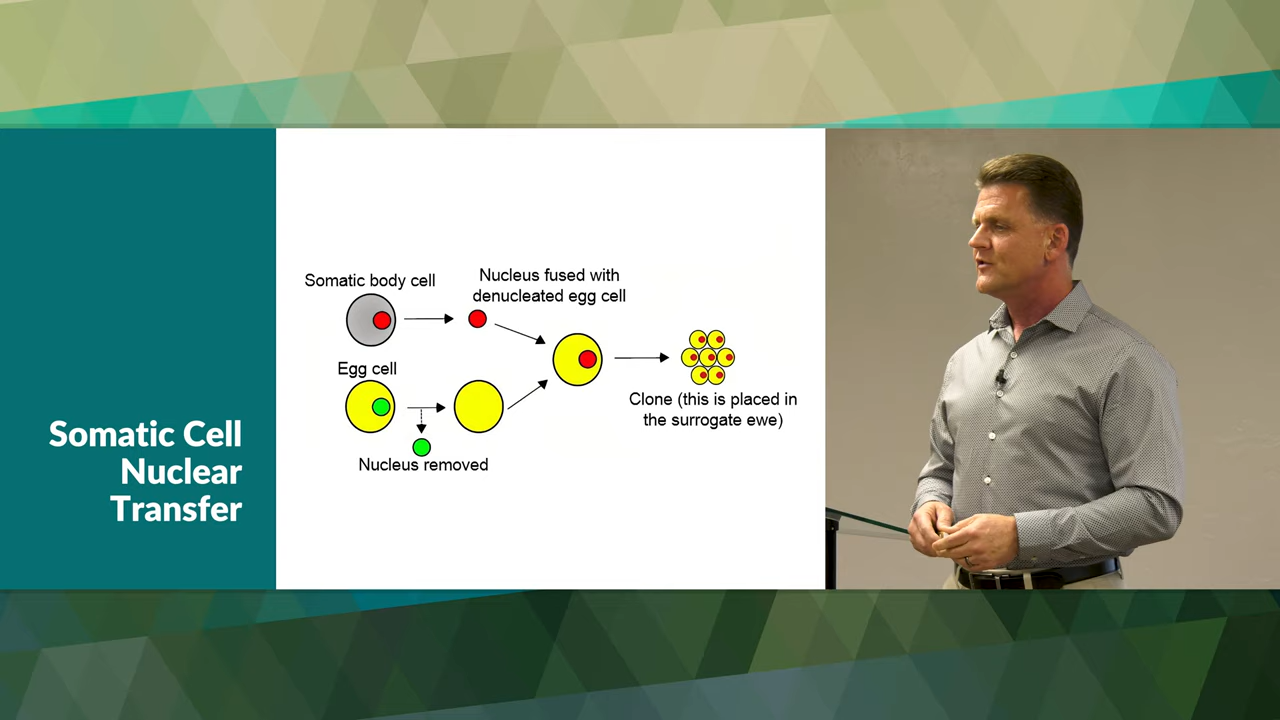 Somatic Cell
Nuclear
Transfer
Somatic body cell
Nucleus fused with
denucleated egg cell
Egg cell
Clone (this is placed in
the surrogate ewe)
Nucleus removed